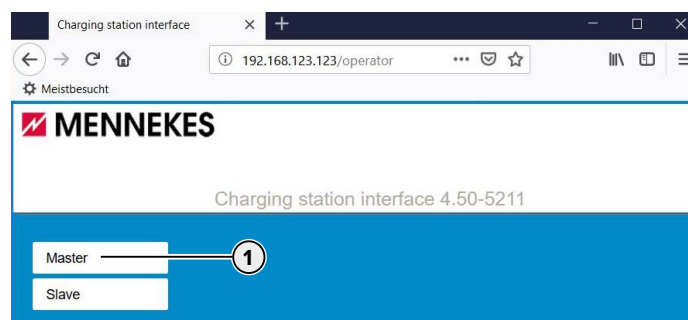 Charging station interface
192.168.123.123/operator
Meistbesucht
MENNEKES
Charging station interface 4.50-5211
Master
1
Slave